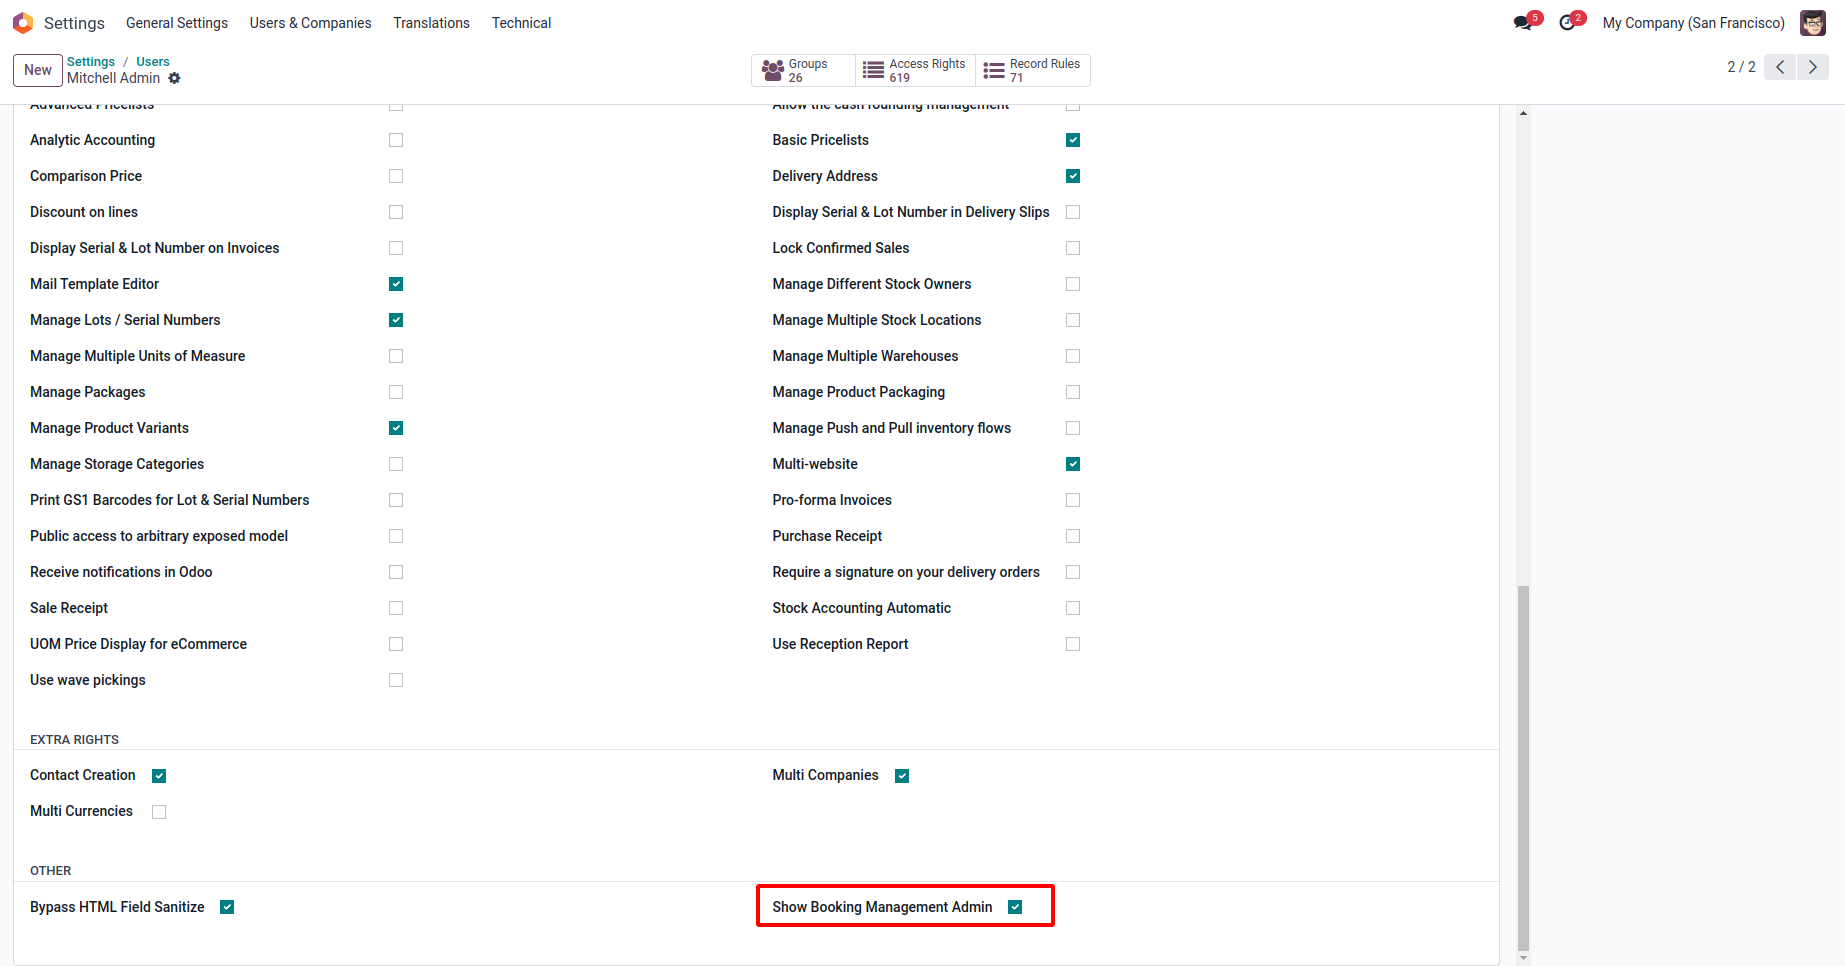 Settings General Settings Users & Companies Translations Technical 5 2 My Company (San Francisco)
New Settings / Users
Mitchell Admin
Groups 26
Access Rights 619
Record Rules 71
2 / 2
Advanced Pricelists Allow the cash rounding management
Analytic Accounting Basic Pricelists
Comparison Price Delivery Address
Discount on lines Display Serial & Lot Number in Delivery Slips
Display Serial & Lot Number on Invoices Lock Confirmed Sales
Mail Template Editor Manage Different Stock Owners
Manage Lots / Serial Numbers Manage Multiple Stock Locations
Manage Multiple Units of Measure Manage Multiple Warehouses
Manage Packages Manage Product Packaging
Manage Product Variants Manage Push and Pull inventory flows
Manage Storage Categories Multi-website
Print GS1 Barcodes for Lot & Serial Numbers Pro-forma Invoices
Public access to arbitrary exposed model Purchase Receipt
Receive notifications in Odoo Require a signature on your delivery orders
Sale Receipt Stock Accounting Automatic
UOM Price Display for eCommerce Use Reception Report
Use wave pickings
EXTRA RIGHTS
Contact Creation Multi Companies
Multi Currencies
OTHER
Bypass HTML Field Sanitize Show Booking Management Admin